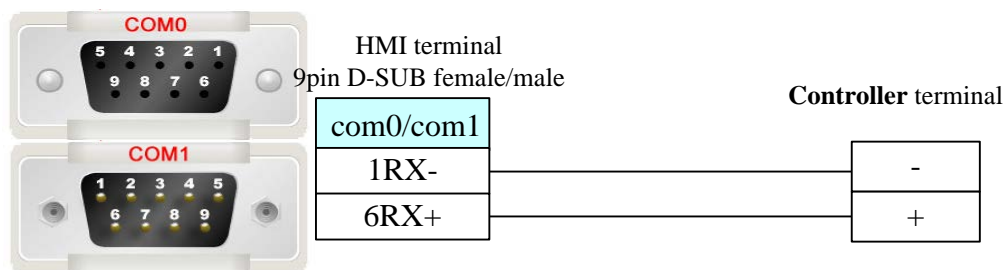 COM0
5 4 3 2 1
9 8 7 6
COM1
1 2 3 4 5
6 7 8 9
HMI terminal
9pin D-SUB female/male
com0/com1
1RX-
6RX+
Controller terminal
-
+